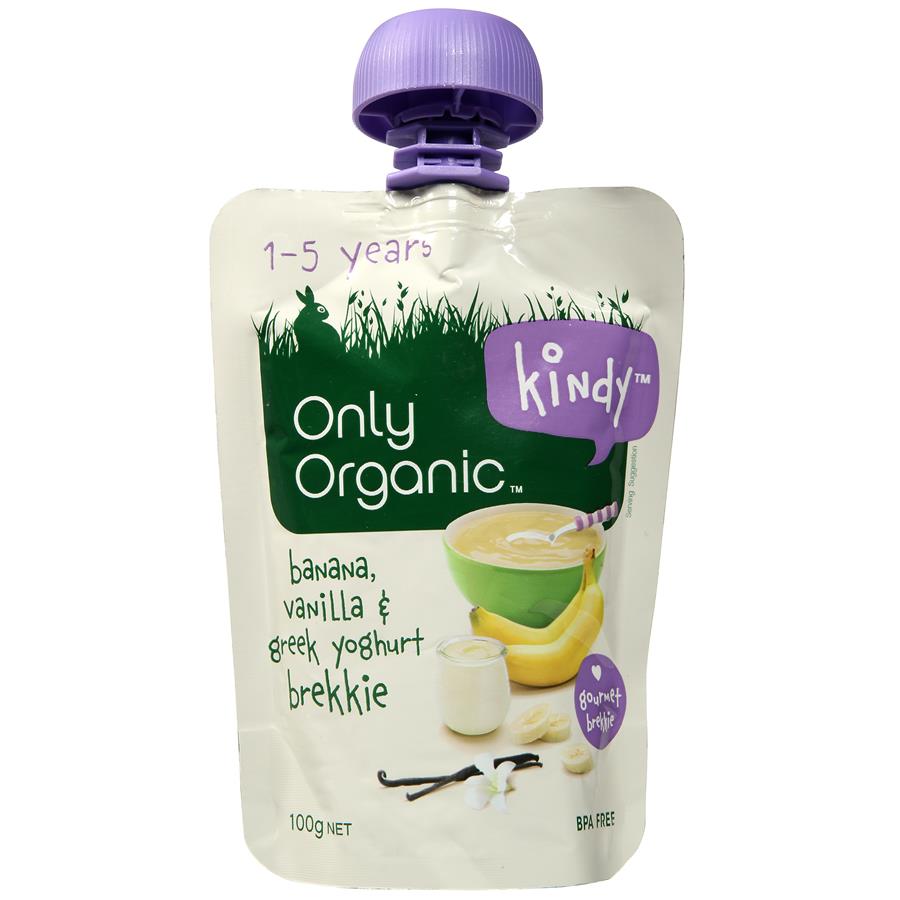 1-5 years
kindy™
Only
Organic™
Serving Suggestion
banana,
vanilla &
greek yoghurt
brekkie
gourmet
brekkie
100g NET
BPA FREE